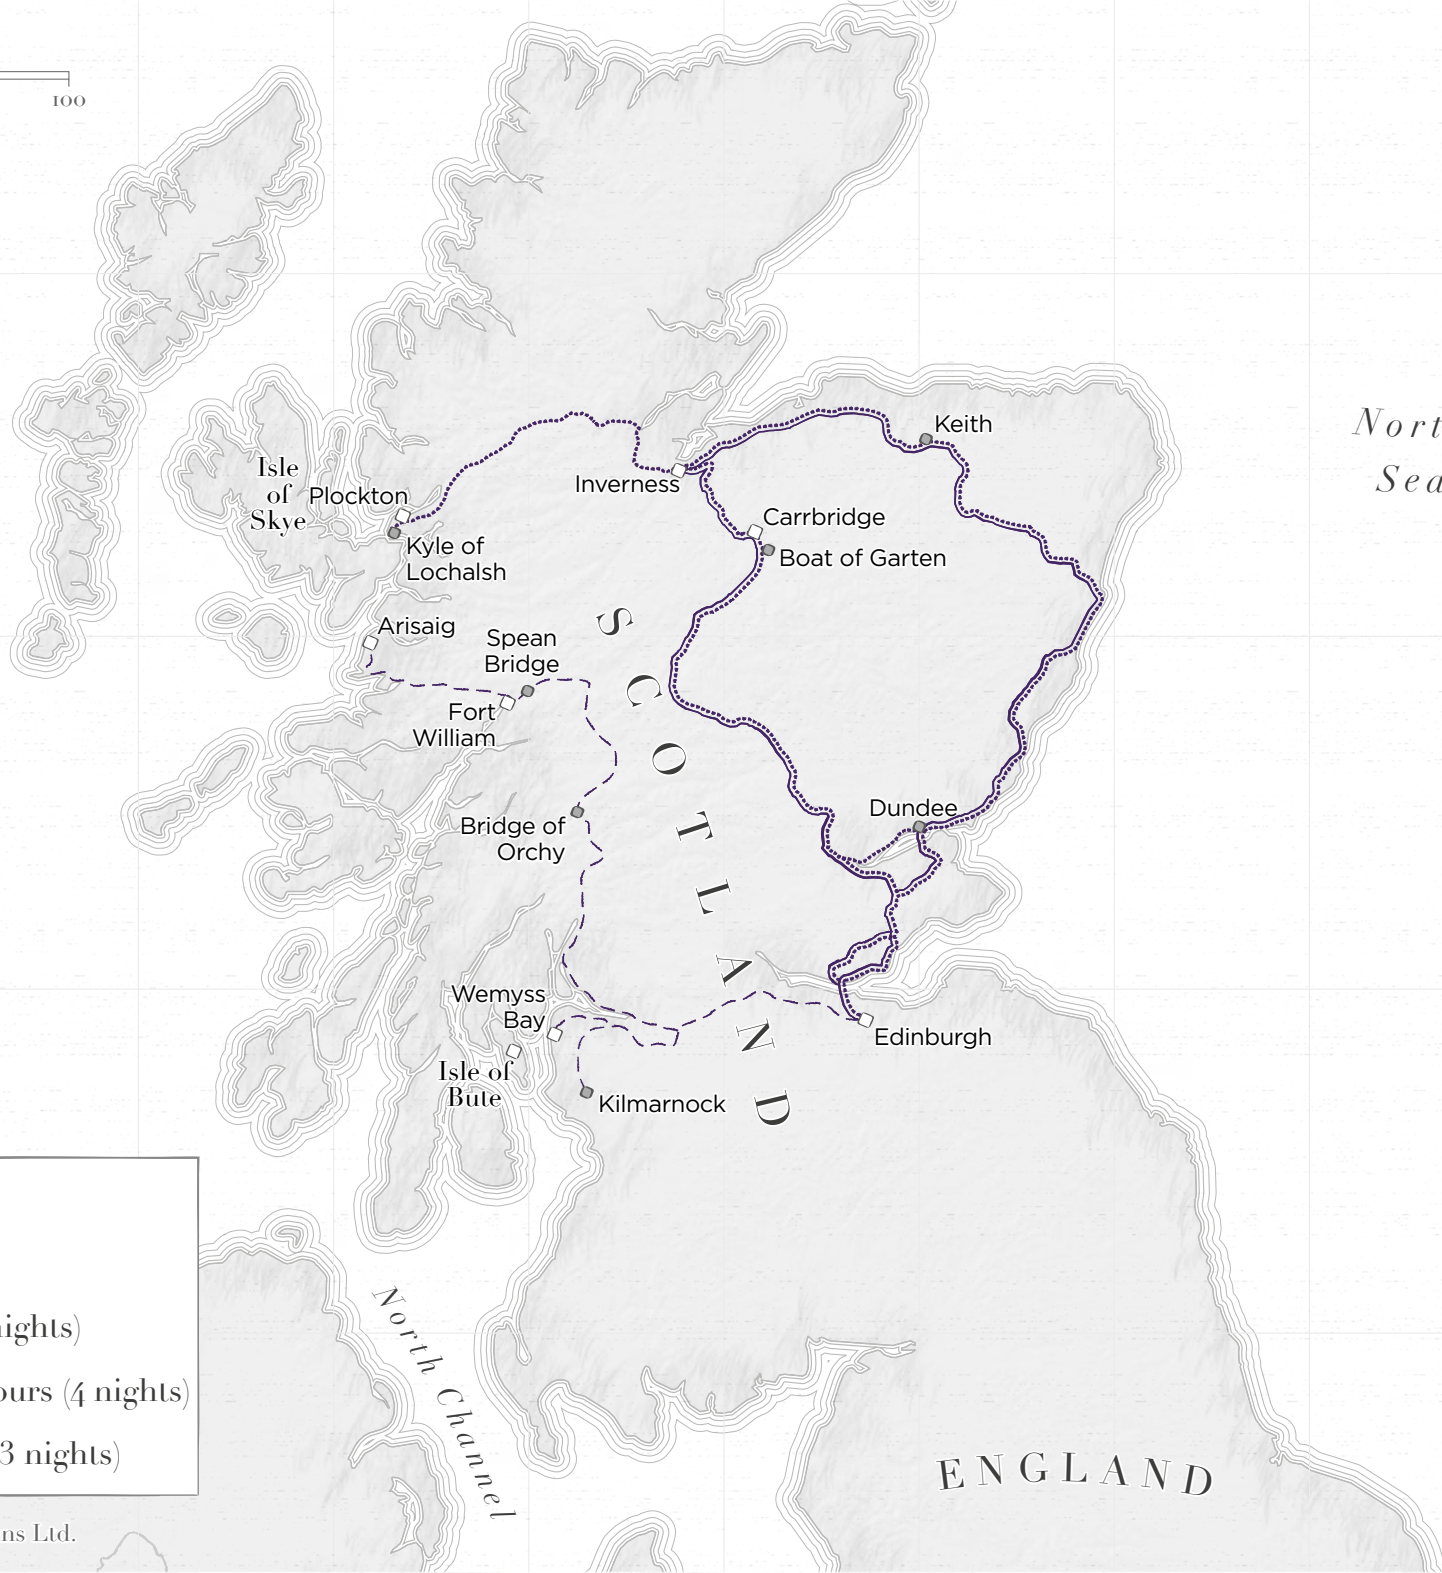 100
Keith
Nort
Sea
Isle
of
Skye
Plockton
Inverness
Carrbridge
Kyle of
Lochalsh
Boat of Garten
Arisaig
Spean
Bridge
SCOTLAND
Fort
William
Dundee
Bridge of
Orchy
Wemyss
Bay
Edinburgh
Isle of
Bute
Kilmarnock
North Channel
ights)
ours (4 nights)
3 nights)
ENGLAND
ns Ltd.